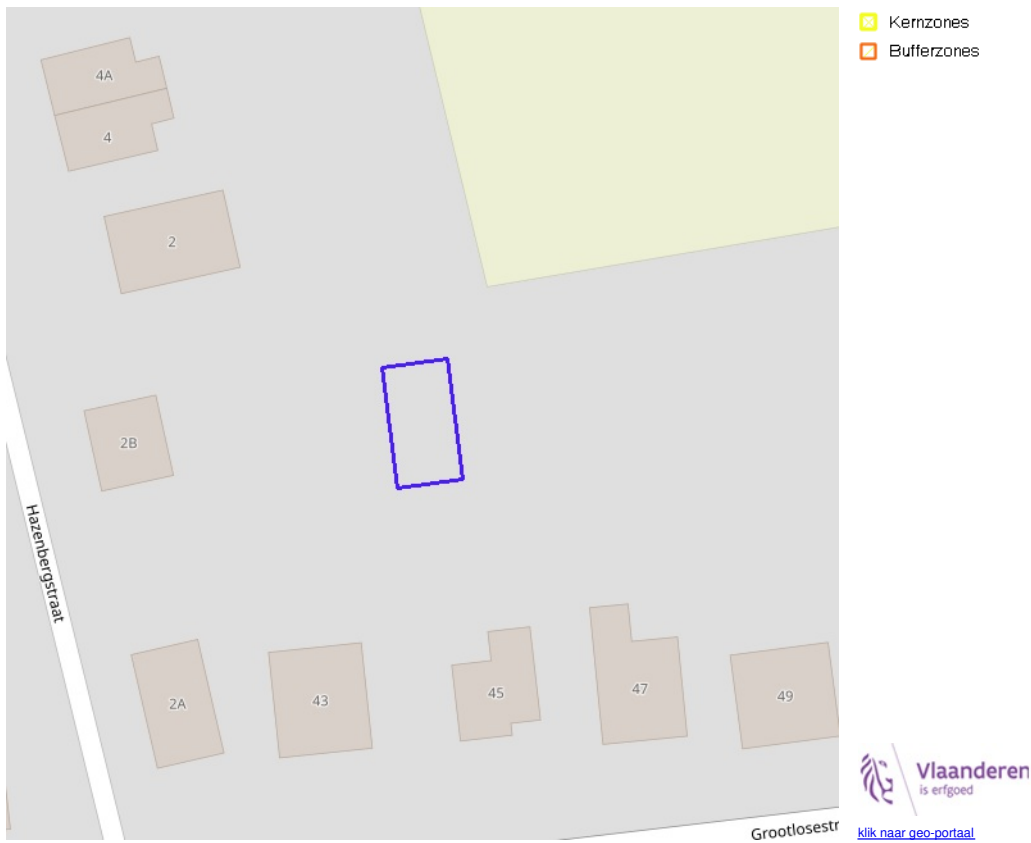 Kernzones
Bufferzones
4A
4
2
2B
Hazenbergstraat
2A
43
45
47
49
Grootlosestr
Vlaanderen
is erfgoed
klik naar geo-portaal